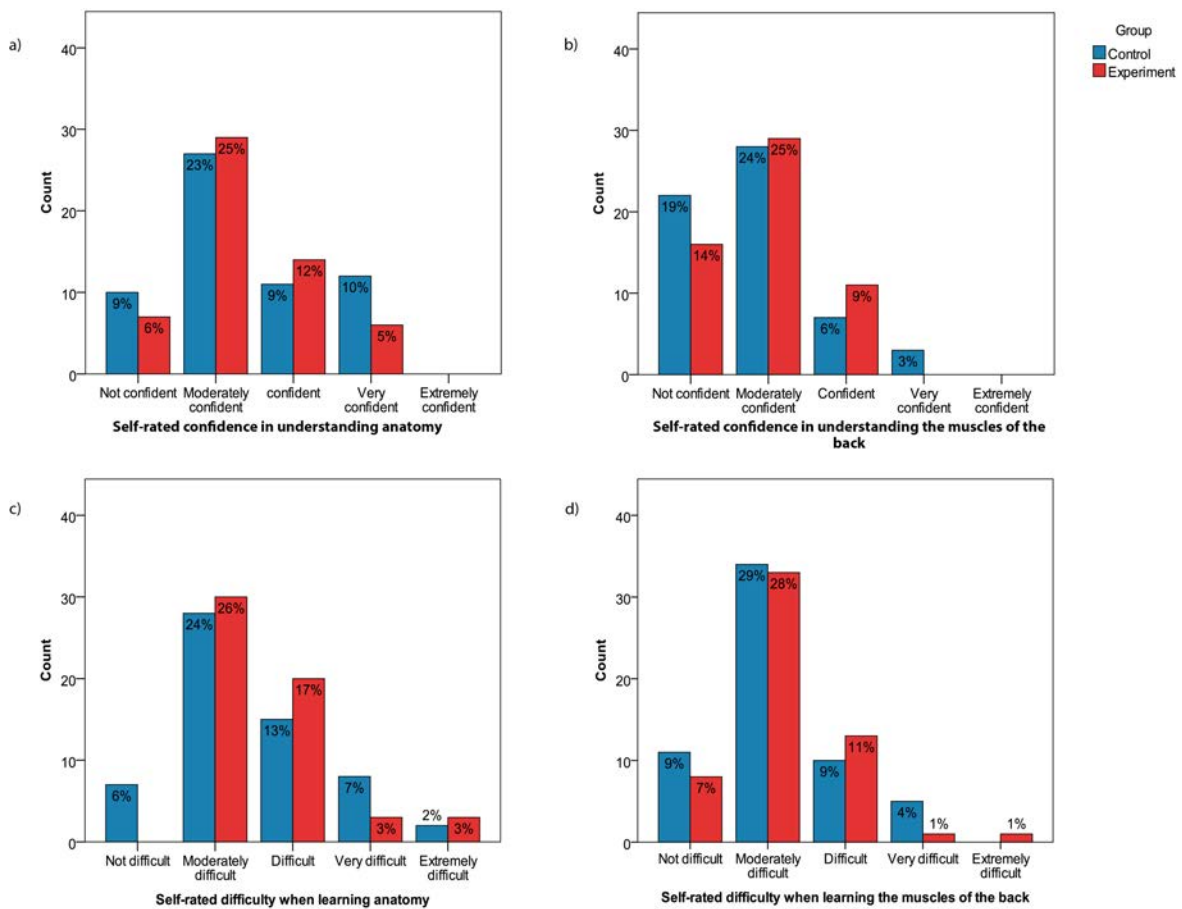 a)
40
30
20
10
0
Count
23%
25%
12%
9%
9%
10%
6%
5%
Not confident
Moderately
confident
confident
Very
confident
Extremely
confident
Self-rated confidence in understanding anatomy
b)
40
30
20
10
0
Count
24%
25%
19%
14%
9%
6%
3%
Not confident
Moderately
confident
Confident
Very
confident
Extremely
confident
Self-rated confidence in understanding the muscles of the
back
Group
Control
Experiment
c)
40
30
20
10
0
Count
26%
24%
17%
13%
6%
7%
3%
2%
3%
Not difficult
Moderately
difficult
Difficult
Very difficult
Extremely
difficult
Self-rated difficulty when learning anatomy
d)
40
30
20
10
0
Count
29%
28%
11%
9%
7%
9%
4%
1%
1%
Not difficult
Moderately
difficult
Difficult
Very difficult
Extremely
difficult
Self-rated difficulty when learning the muscles of the back